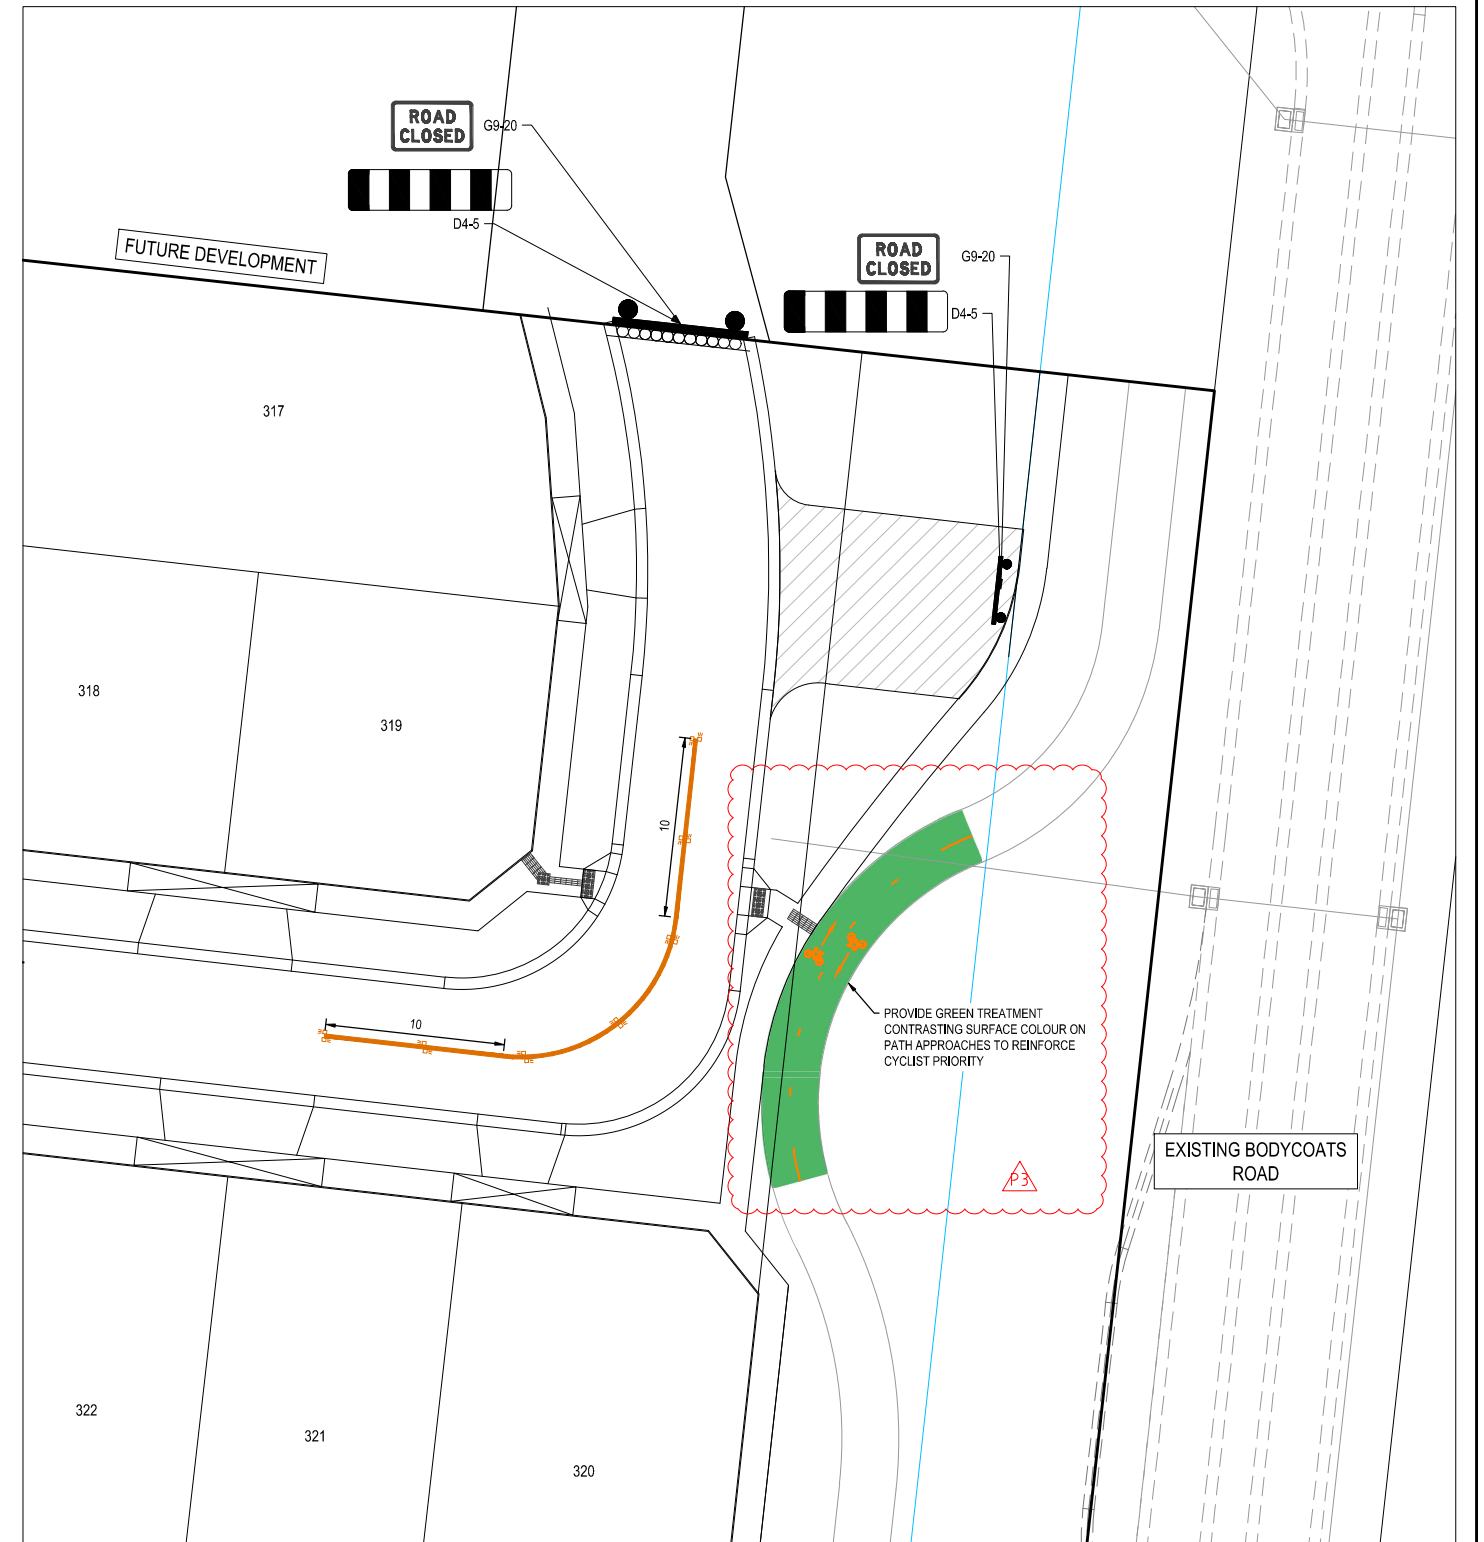 ROAD
CLOSED
G9-20
D4-5
FUTURE DEVELOPMENT
ROAD
CLOSED
G9-20
D4-5
317
318
319
10
10
PROVIDE GREEN TREATMENT
CONTRASTING SURFACE COLOUR ON
PATH APPROACHES TO REINFORCE
CYCLIST PRIORITY
P3
EXISTING BODYCOATS
ROAD
322
321
320